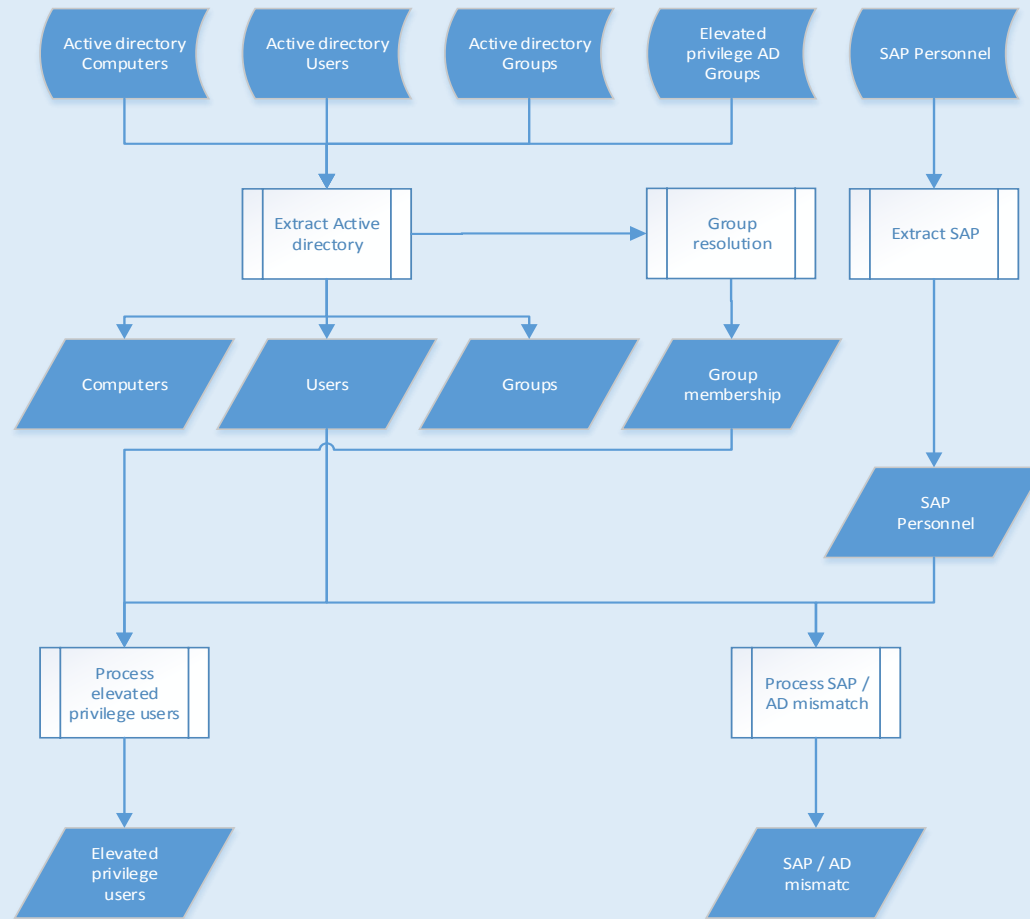 Active directory
Computers
Active directory
Users
Active directory
Groups
Elevated
privilege AD
Groups
SAP Personnel
Extract Active
directory
Group
resolution
Extract SAP
Computers
Users
Groups
Group
membership
SAP
Personnel
Process
elevated
privilege users
Process SAP /
AD mismatch
Elevated
privilege
users
SAP / AD
mismatc